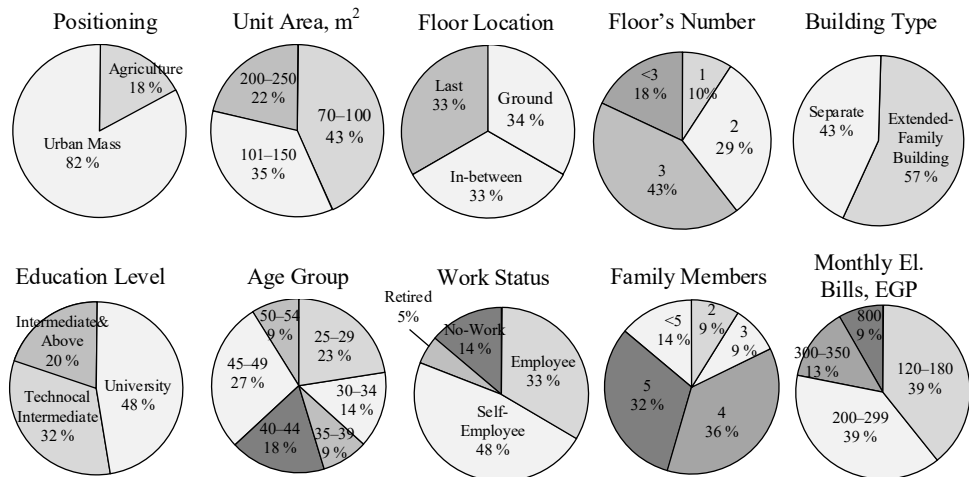 Positioning
Agriculture
18 %
Urban Mass
82 %
Unit Area, m²
200–250
22 %
70–100
43 %
101–150
35 %
Floor Location
Last
33 %
Ground
34 %
In-between
33 %
Floor's Number
<3
18 %
1
10%
2
29 %
3
43%
Building Type
Separate
43 %
Extended-
Family
Building
57 %
Education Level
Intermediate&
Above
20 %
University
48 %
Technocal
Intermediate
32 %
Age Group
50–54
9 %
25–29
23 %
45–49
27 %
30–34
14 %
40–44
18 %
35–39
9 %
Work Status
Retired
5%
No-Work
14 %
Employee
33 %
Self-
Employee
48 %
Family Members
<5
14 %
2
9 %
3
9 %
5
32 %
4
36 %
Monthly El.
Bills, EGP
800
9 %
300–350
13 %
120–180
39 %
200–299
39 %